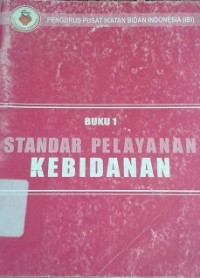 PENGURUS PUSAT IKATAN BIDAN INDONESIA (IBI)
BUKU 1
STANDAR PELAYANAN
KEBIDANAN